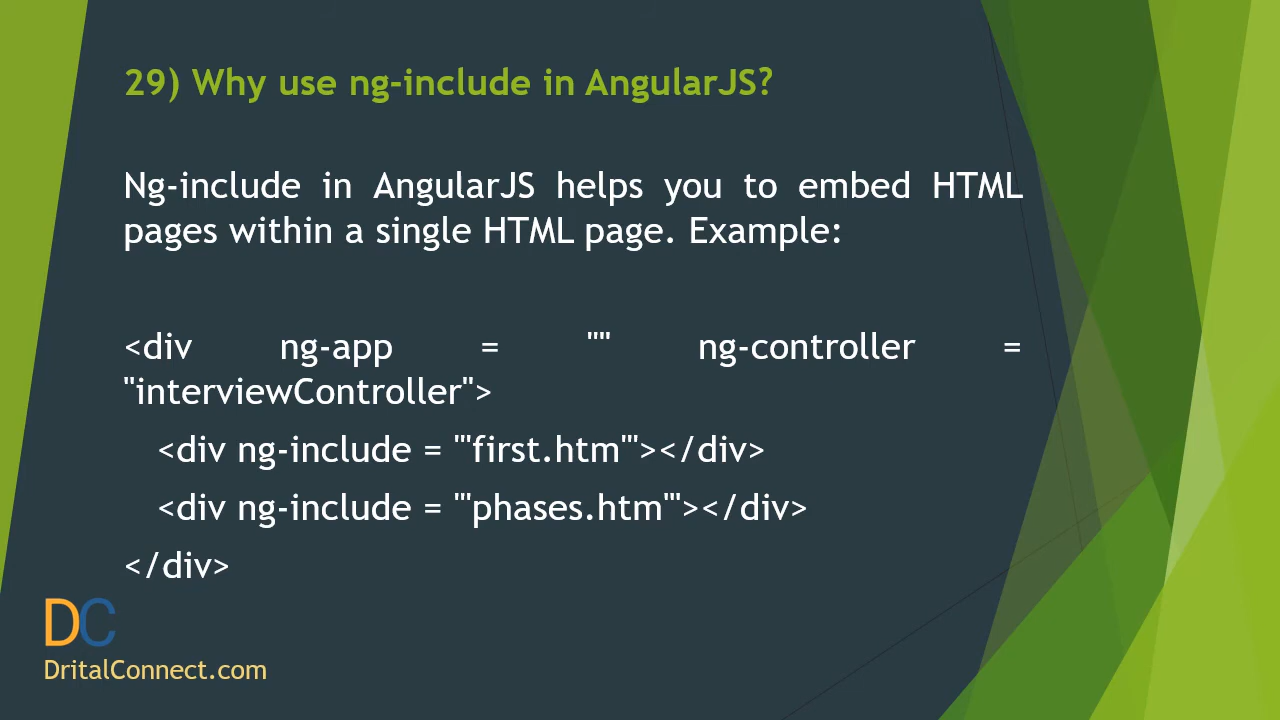 29) Why use ng-include in AngularJS?
Ng-include in AngularJS helps you to embed HTML
pages within a single HTML page. Example:
<div ng-app = "" ng-controller =
"interviewController">
<div ng-include = "'first.htm'"></div>
<div ng-include = "'phases.htm'"></div>
</div>
DC
DritalConnect.com